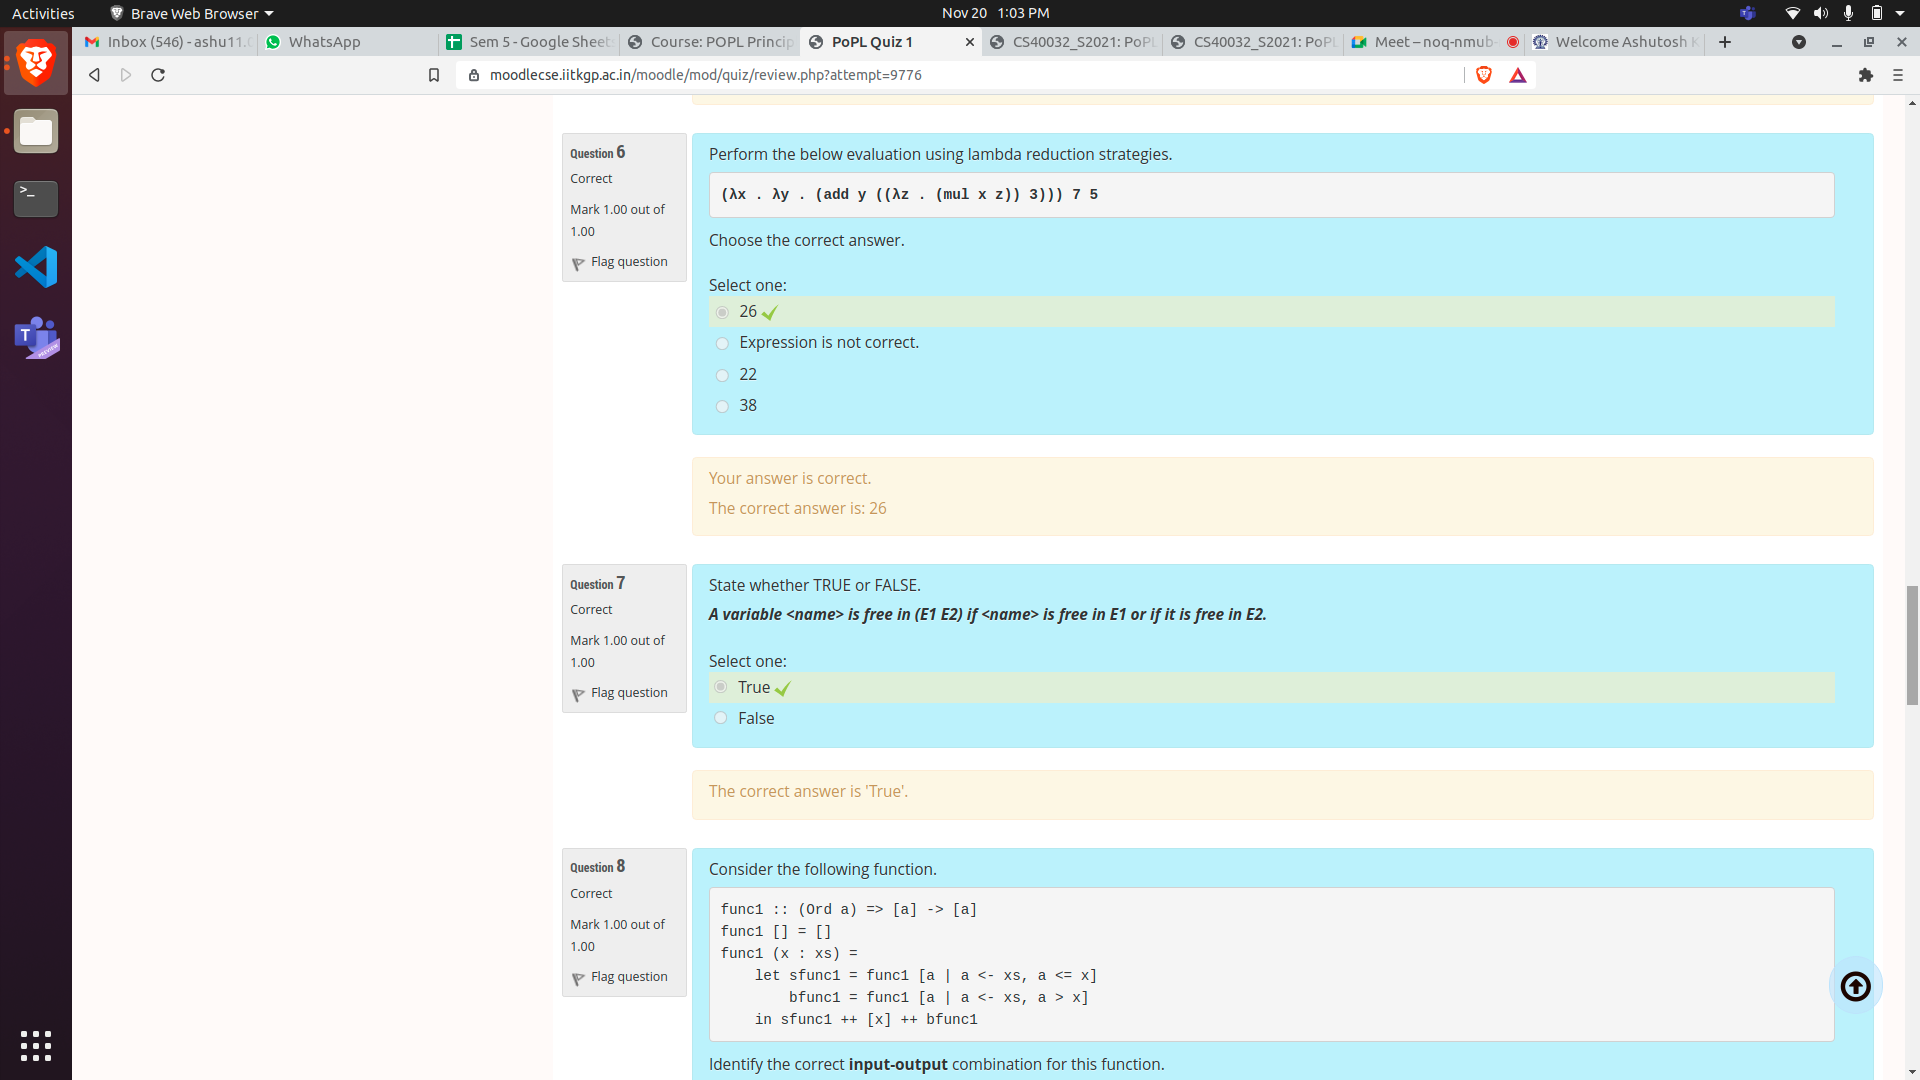 Activities
Brave Web Browser
Nov 20 1:03 PM
Inbox (546) - ashu11.
WhatsApp
Sem 5 - Google Sheet
Course: POPL Princip
PoPL Quiz 1
CS40032_S2021: PoPL
CS40032_S2021: PoPL
Meet – noq-nmub-
Welcome Ashutosh K
moodlecse.iitkgp.ac.in/moodle/mod/quiz/review.php?attempt=9776
Question 6
Correct
Mark 1.00 out of
1.00
Flag question
Perform the below evaluation using lambda reduction strategies.
(λx . λy . (add y ((λz . (mul x z)) 3))) 7 5
Choose the correct answer.
Select one:
26
Expression is not correct.
22
38
Your answer is correct.
The correct answer is: 26
Question 7
Correct
Mark 1.00 out of
1.00
Flag question
State whether TRUE or FALSE.
A variable <name> is free in (E1 E2) if <name> is free in E1 or if it is free in E2.
Select one:
True
False
The correct answer is 'True'.
Question 8
Correct
Mark 1.00 out of
1.00
Flag question
Consider the following function.
func1 :: (Ord a) => [a] -> [a]
func1 [] = []
func1 (x : xs) =
    let sfunc1 = func1 [a | a <- xs, a <= x]
        bfunc1 = func1 [a | a <- xs, a > x]
    in sfunc1 ++ [x] ++ bfunc1
Identify the correct input-output combination for this function.